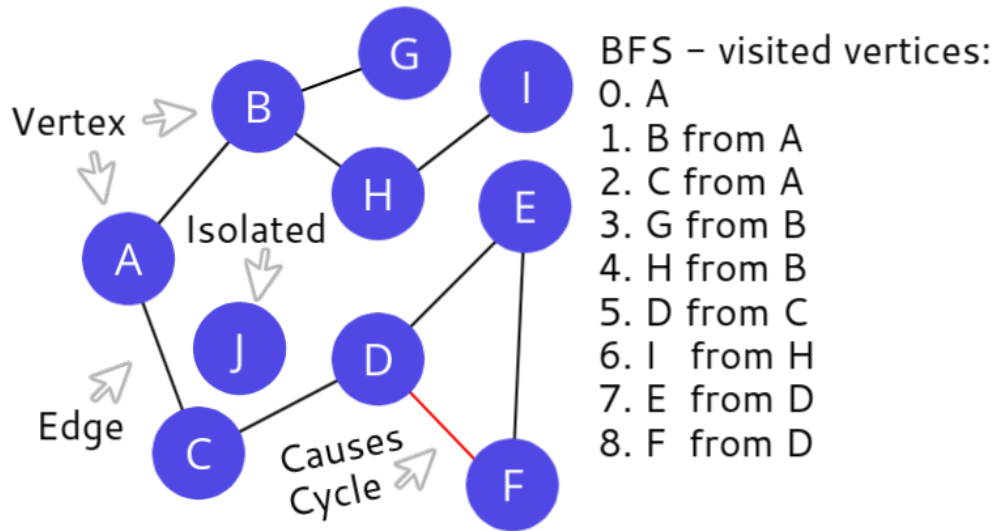 G
I
B
H
E
A
J
D
C
F
Vertex
Isolated
Edge
Causes
Cycle
BFS - visited vertices:
0. A
1. B from A
2. C from A
3. G from B
4. H from B
5. D from C
6. I from H
7. E from D
8. F from D